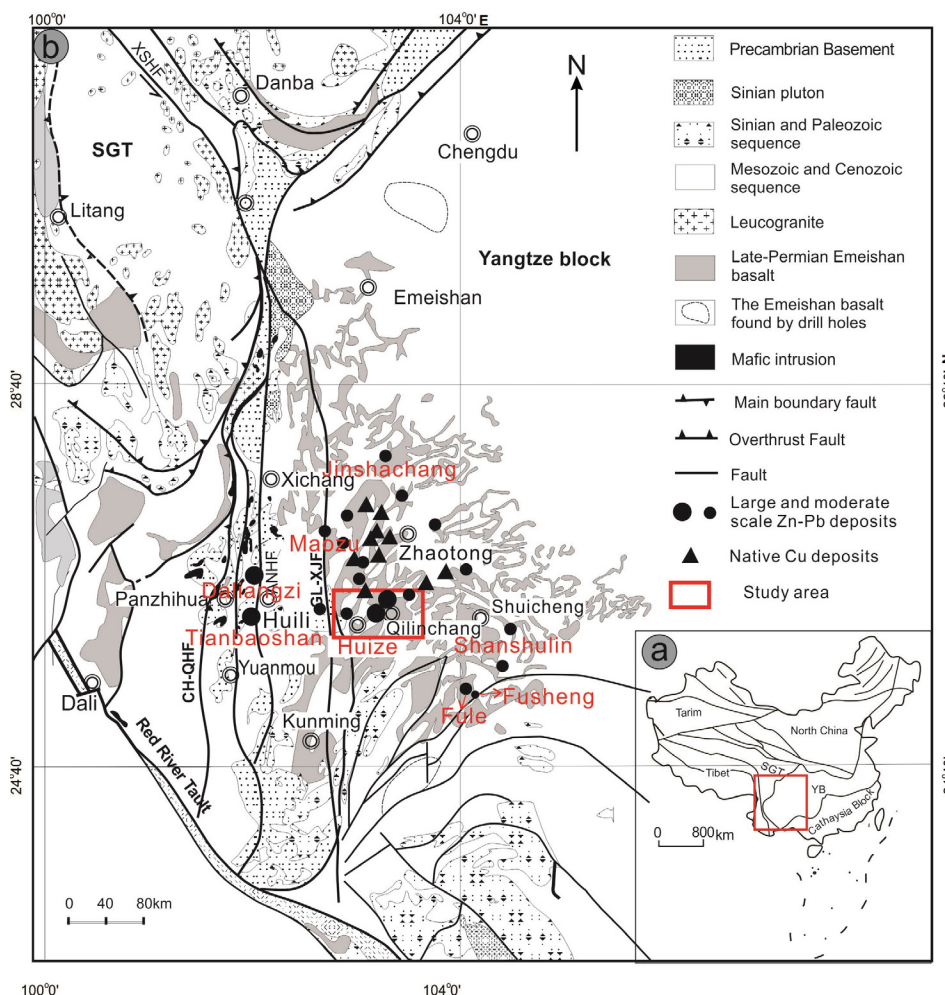 100°0'
104°0' E
b
XSHF
Danba
N
SGT
Chengdu
Litang
Yangtze block
Emeishan
28°40'
Xichang
Jinshachang
Maozu
Zhaotong
Daliangzi
Panzhihua
ANHF
GL-XJF
Huili
Tianbaoshan
Qilinchang
Huize
Shuicheng
Shanshulin
CH-QHF
Yuanmou
Dali
Fule
Fusheng
Kunming
Red River Tault
24°40'
0 40 80km
100°0'
104°0'
Precambrian Basement
Sinian pluton
Sinian and Paleozoic
sequence
Mesozoic and Cenozoic
sequence
Leucogranite
Late-Permian Emeishan
basalt
The Emeishan basalt
found by drill holes
Mafic intrusion
Main boundary fault
Overthrust Fault
Fault
Large and moderate
scale Zn-Pb deposits
Native Cu deposits
Study area
a
Tarim
North China
Tibet
SGT
YB
Cathaysia Block
0 800km